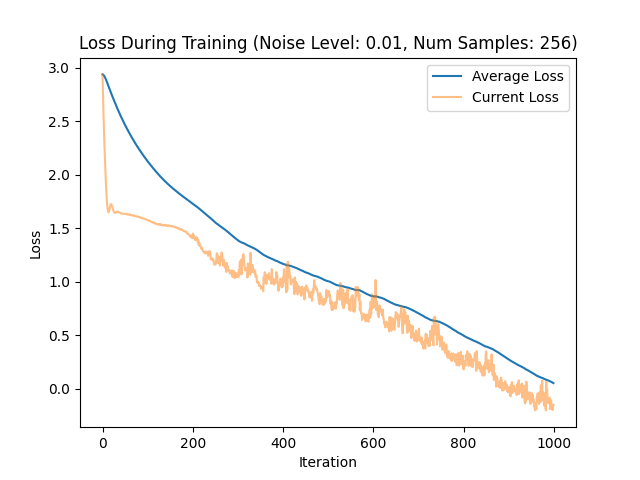 Loss During Training (Noise Level: 0.01, Num Samples: 256)
Average Loss
Current Loss
3.0
2.5
2.0
1.5
1.0
0.5
0.0
Loss
0 200 400 600 800 1000
Iteration